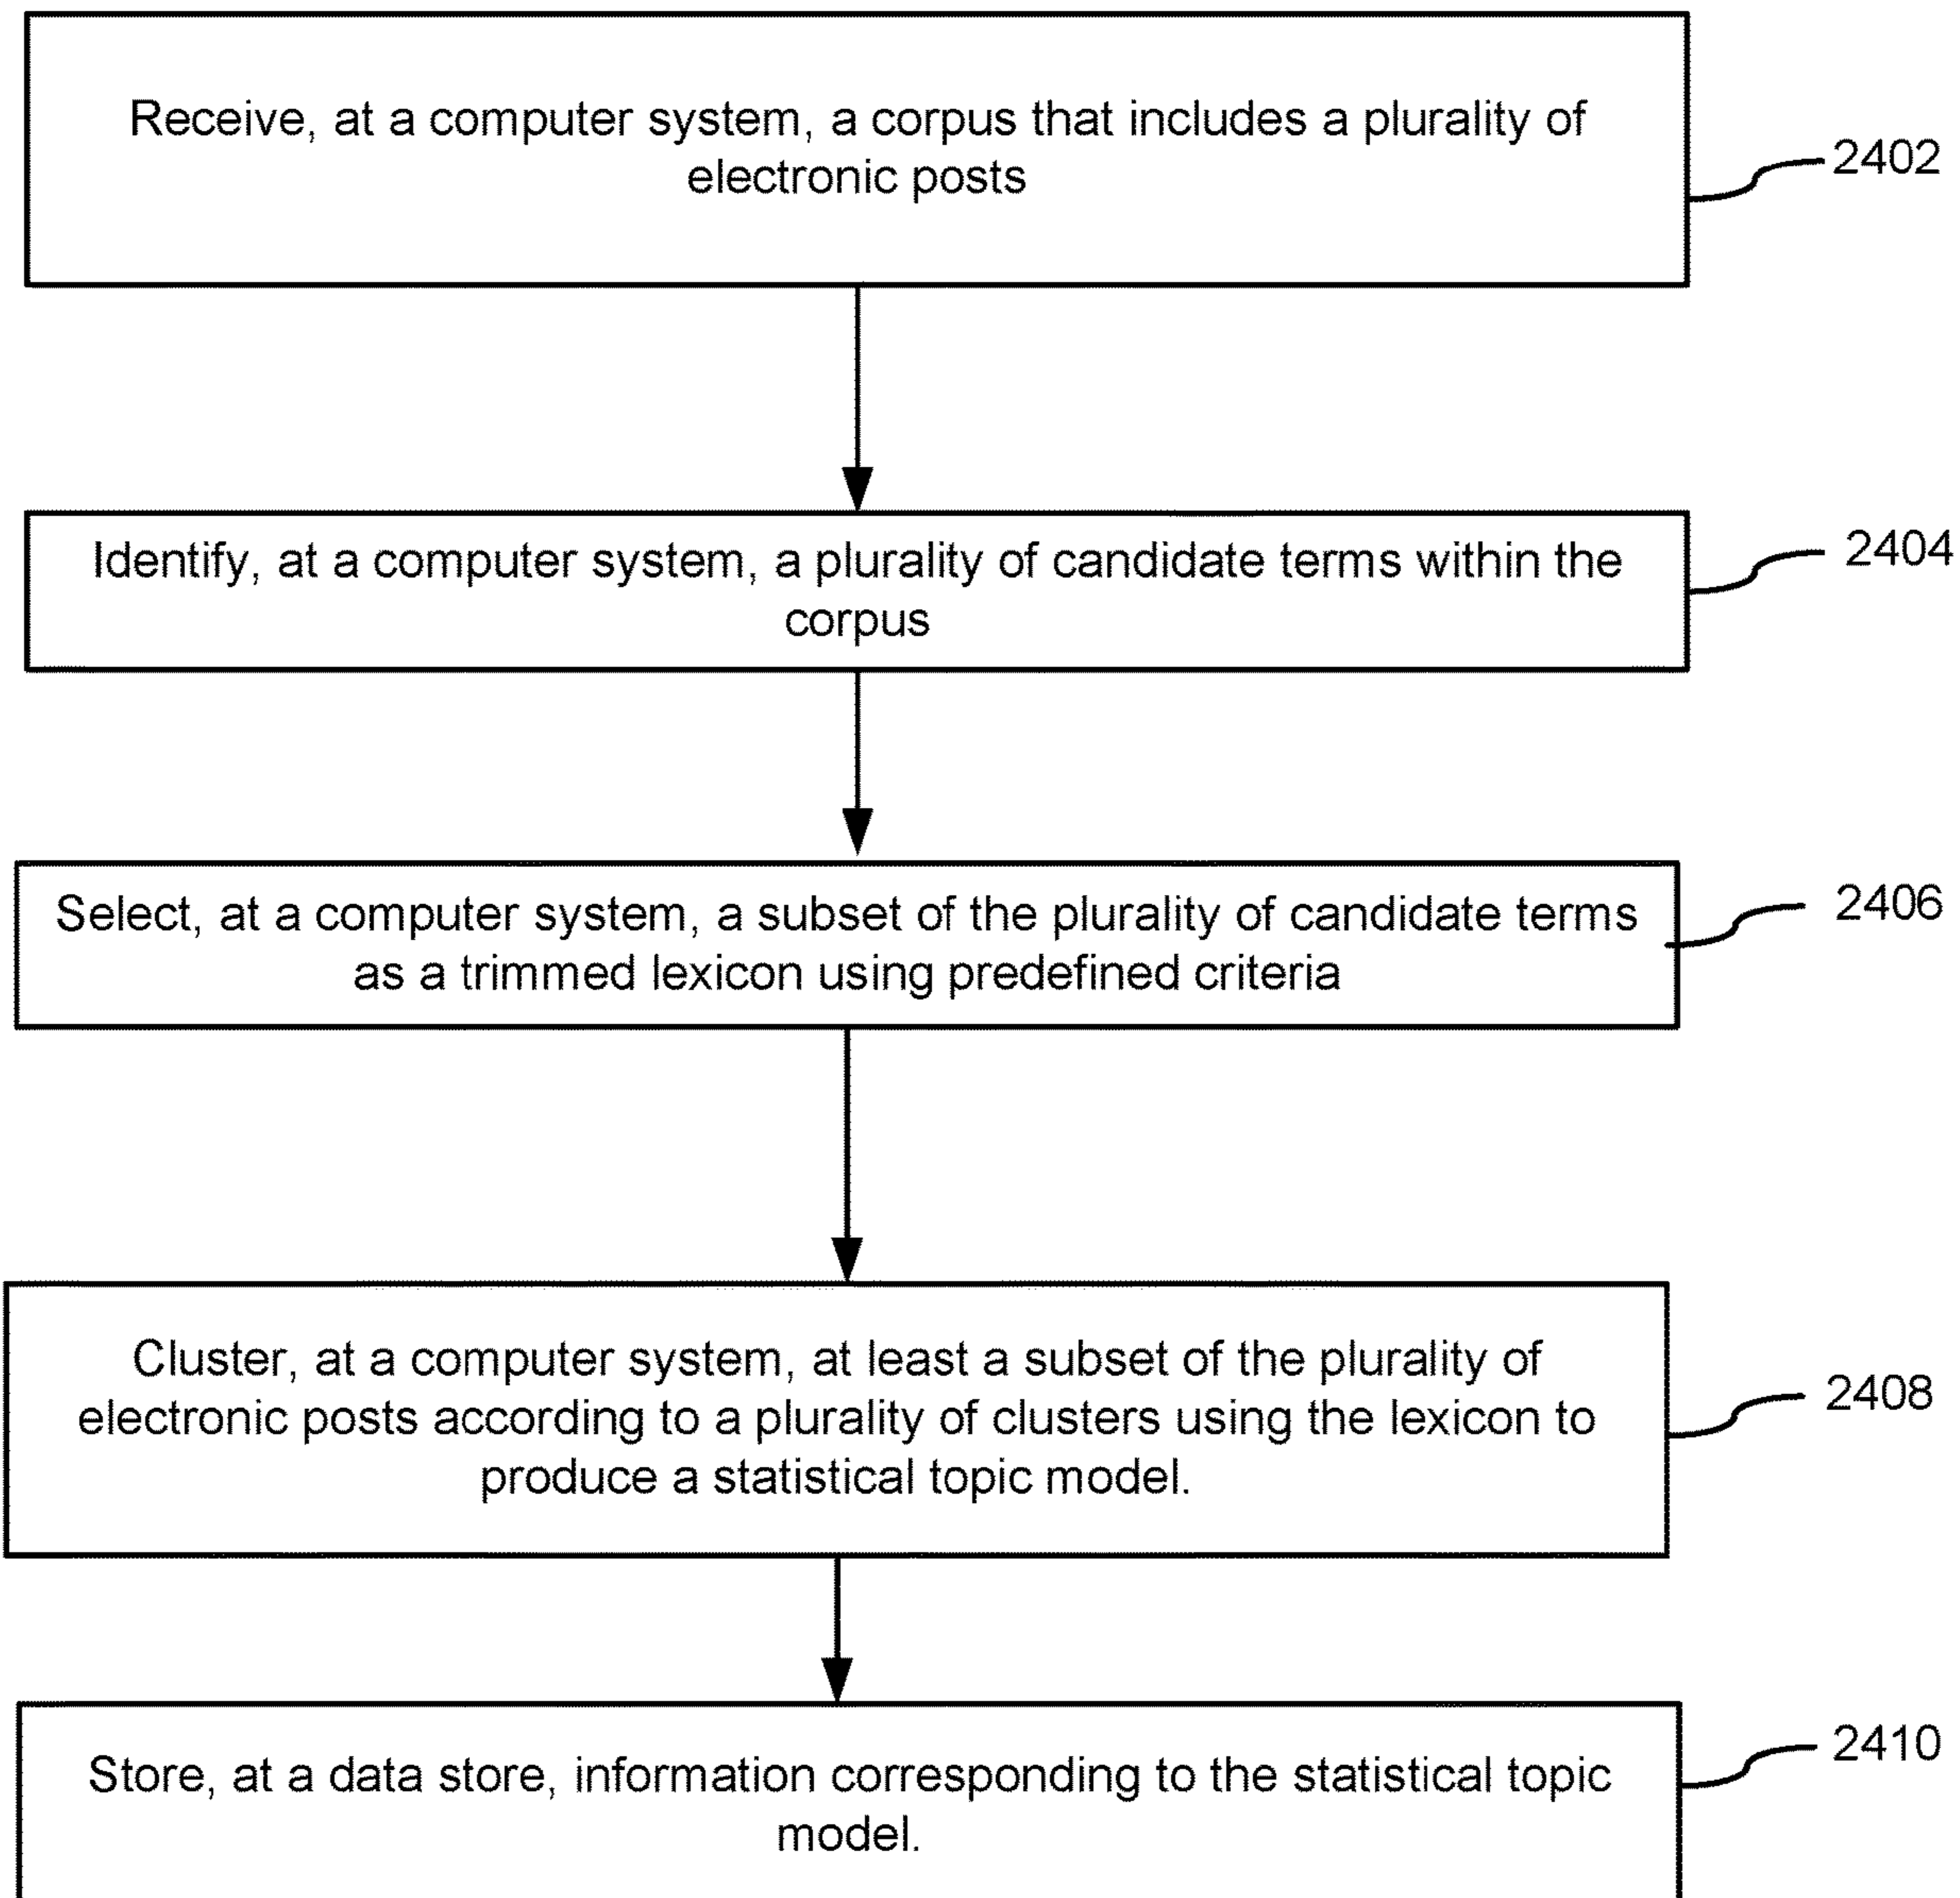 Receive, at a computer system, a corpus that includes a plurality of
electronic posts
2402
Identify, at a computer system, a plurality of candidate terms within the
corpus
2404
Select, at a computer system, a subset of the plurality of candidate terms
as a trimmed lexicon using predefined criteria
2406
Cluster, at a computer system, at least a subset of the plurality of
electronic posts according to a plurality of clusters using the lexicon to
produce a statistical topic model.
2408
Store, at a data store, information corresponding to the statistical topic
model.
2410